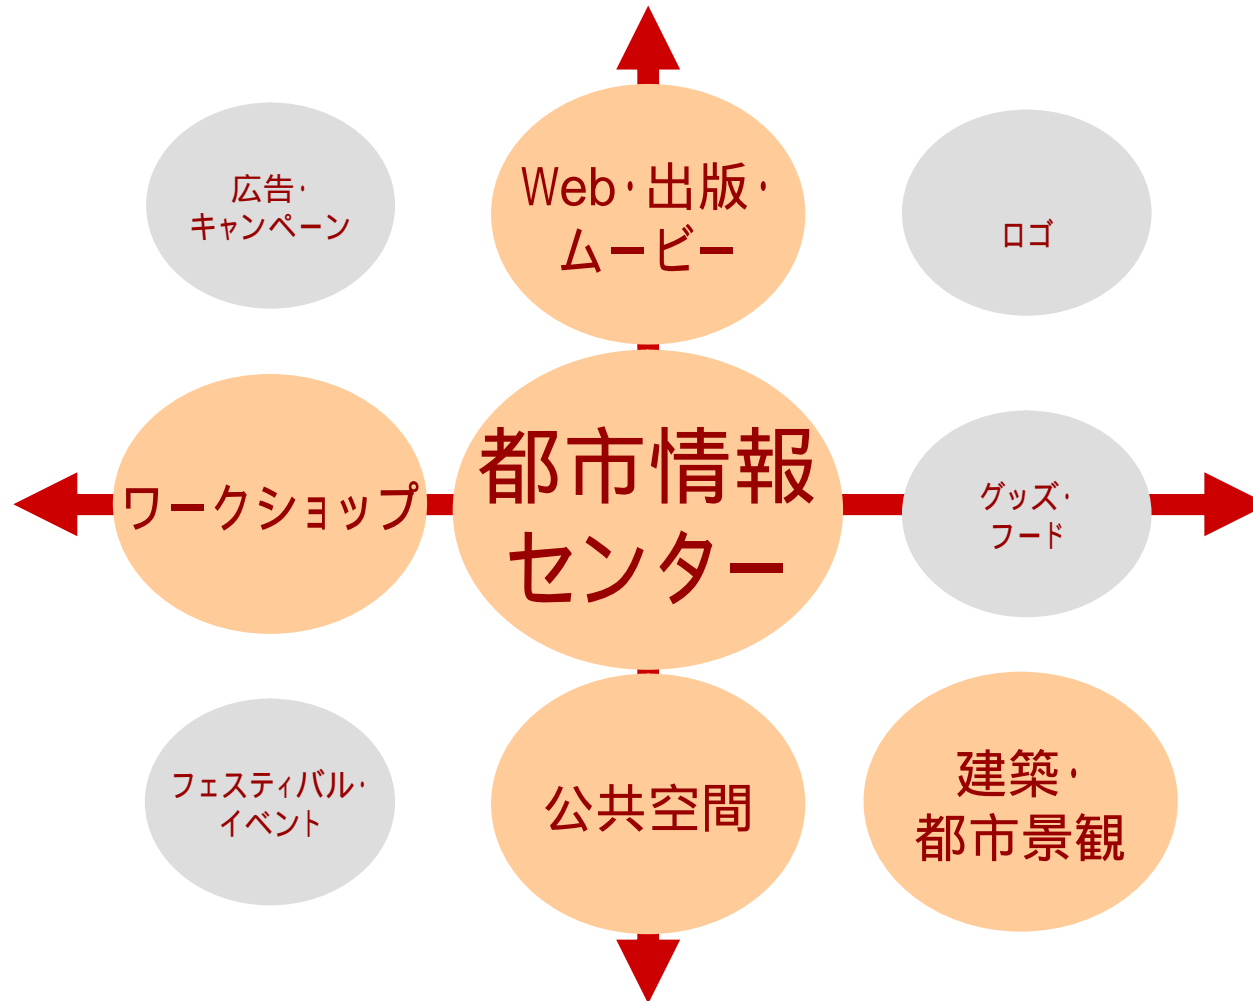 広告・
キャンペーン
Web・出版・
ムービー
ロゴ
ワークショップ
都市情報
センター
グッズ・
フード
フェスティバル・
イベント
公共空間
建築・
都市景観